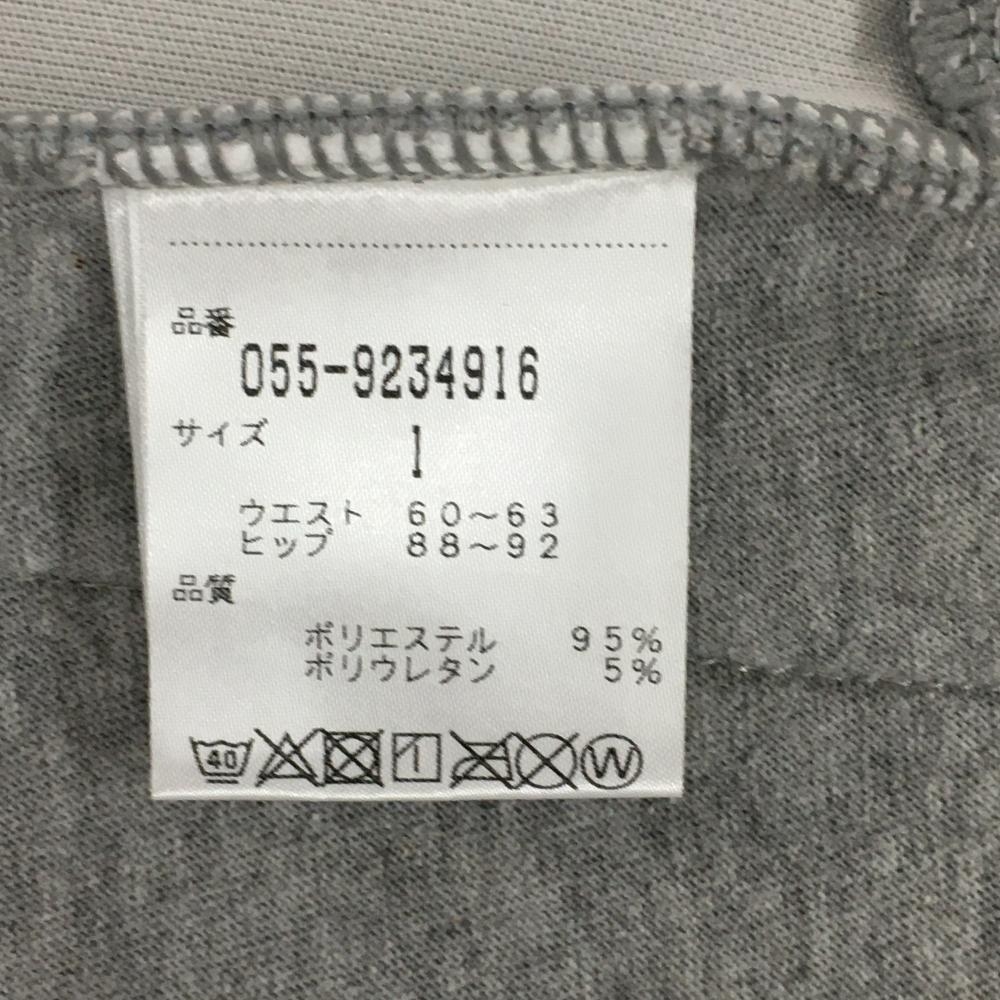 品番
055-9234916
サイズ 1
ウエスト 60～63
ヒップ 88～92
品質
ポリエステル 95%
ポリウレタン 5%
40 W